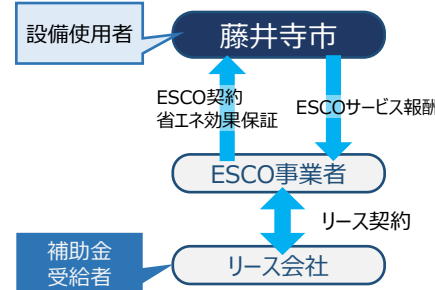 設備使用者
藤井寺市
ESCO契約
省エネ効果保証
ESCOサービス報酬
ESCO事業者
リース契約
補助金
受給者
リース会社